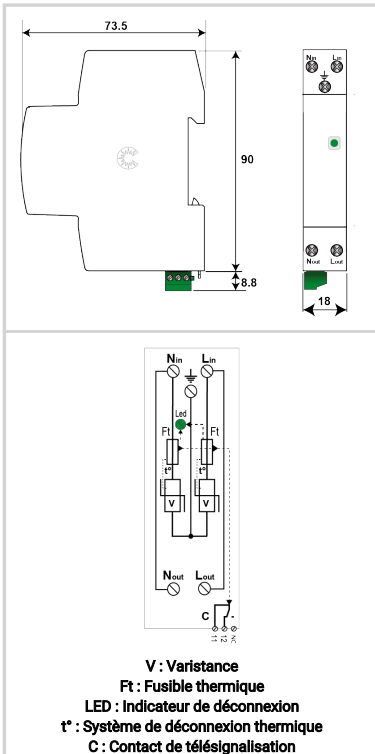 73.5
Nin Lin
90
8.8
Nout Lout
18
Nin Lin
Led
Ft Ft
t° t°
V V
Nout Lout
C
11 12 NC
V : Varistance
Ft : Fusible thermique
LED : Indicateur de déconnexion
t° : Système de déconnexion thermique
C : Contact de télésignalisation